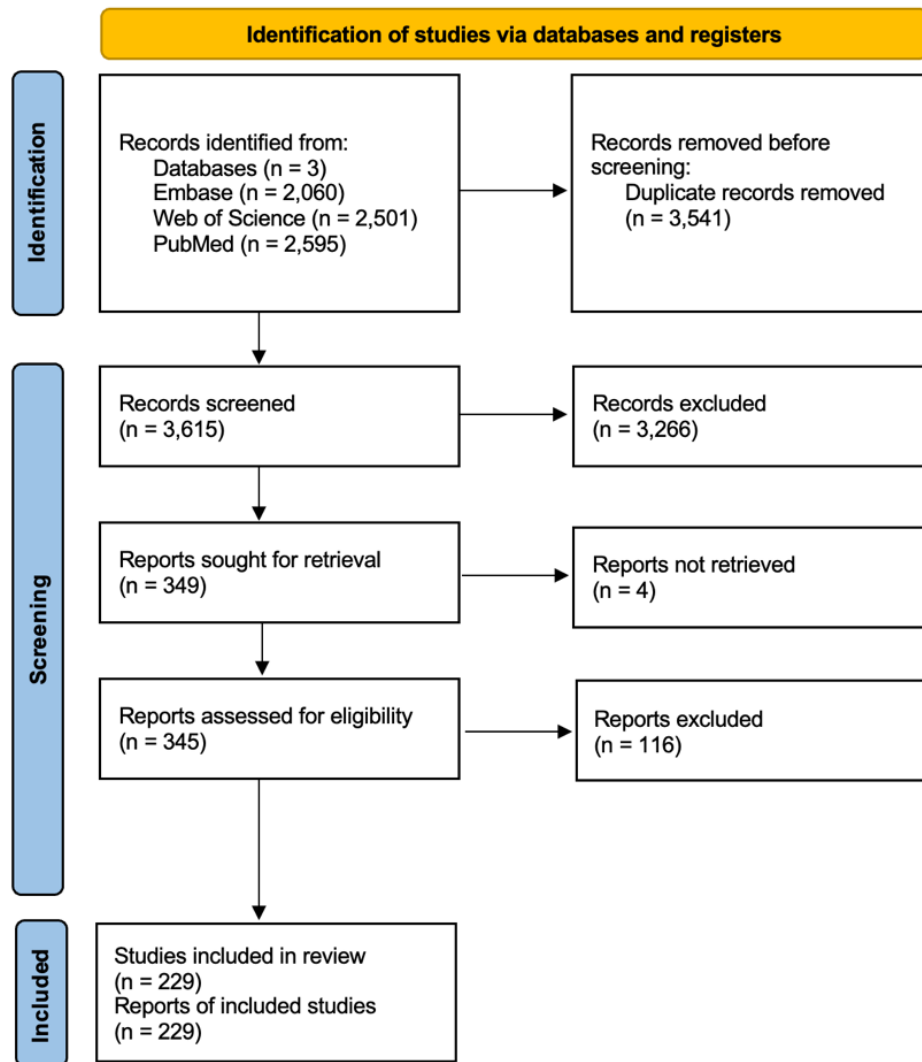 Identification of studies via databases and registers
Identification
Records identified from:
Databases (n = 3)
Embase (n = 2,060)
Web of Science (n = 2,501)
PubMed (n = 2,595)
Records removed before
screening:
Duplicate records removed
(n = 3,541)
Screening
Records screened
(n = 3,615)
Records excluded
(n = 3,266)
Reports sought for retrieval
(n = 349)
Reports not retrieved
(n = 4)
Reports assessed for eligibility
(n = 345)
Reports excluded
(n = 116)
Included
Studies included in review
(n = 229)
Reports of included studies
(n = 229)